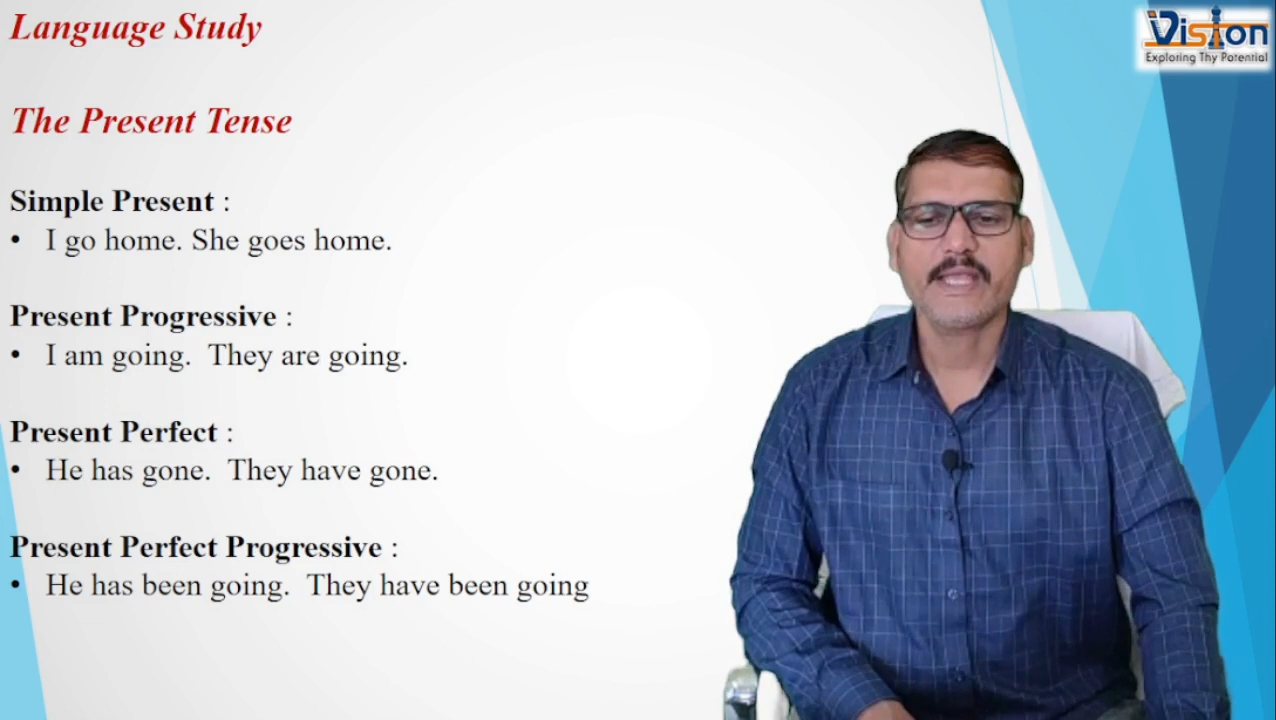 Language Study
Vision
Exploring Thy Potential
The Present Tense
Simple Present :
• I go home. She goes home.
Present Progressive :
• I am going. They are going.
Present Perfect :
• He has gone. They have gone.
Present Perfect Progressive :
• He has been going. They have been going